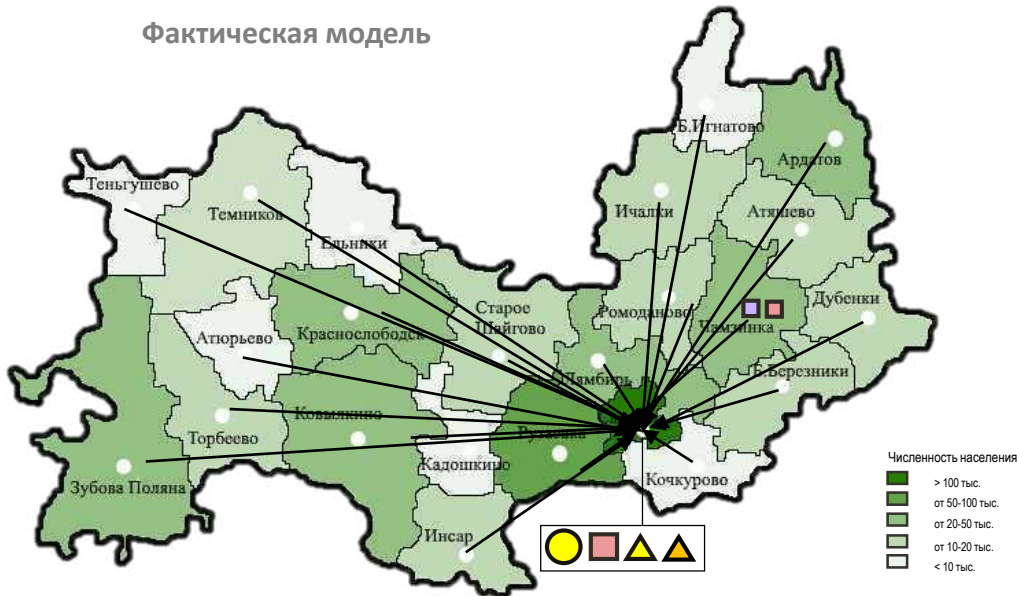 Фактическая модель
Б.Игнатово
Ардатов
Теньгушево
Темников
Ичалки
Атяшево
Ельники
Дубенки
Старое
Шайгово
Ромоданово
Чамзинка
Краснослободск
Атюрьево
Лямбирь
Б.Березники
Ковылкино
Торбеево
Рузаевка
Кадошкино
Зубова Поляна
Кочкурово
Инсар
Численность населения
> 100 тыс.
от 50-100 тыс.
от 20-50 тыс.
от 10-20 тыс.
< 10 тыс.